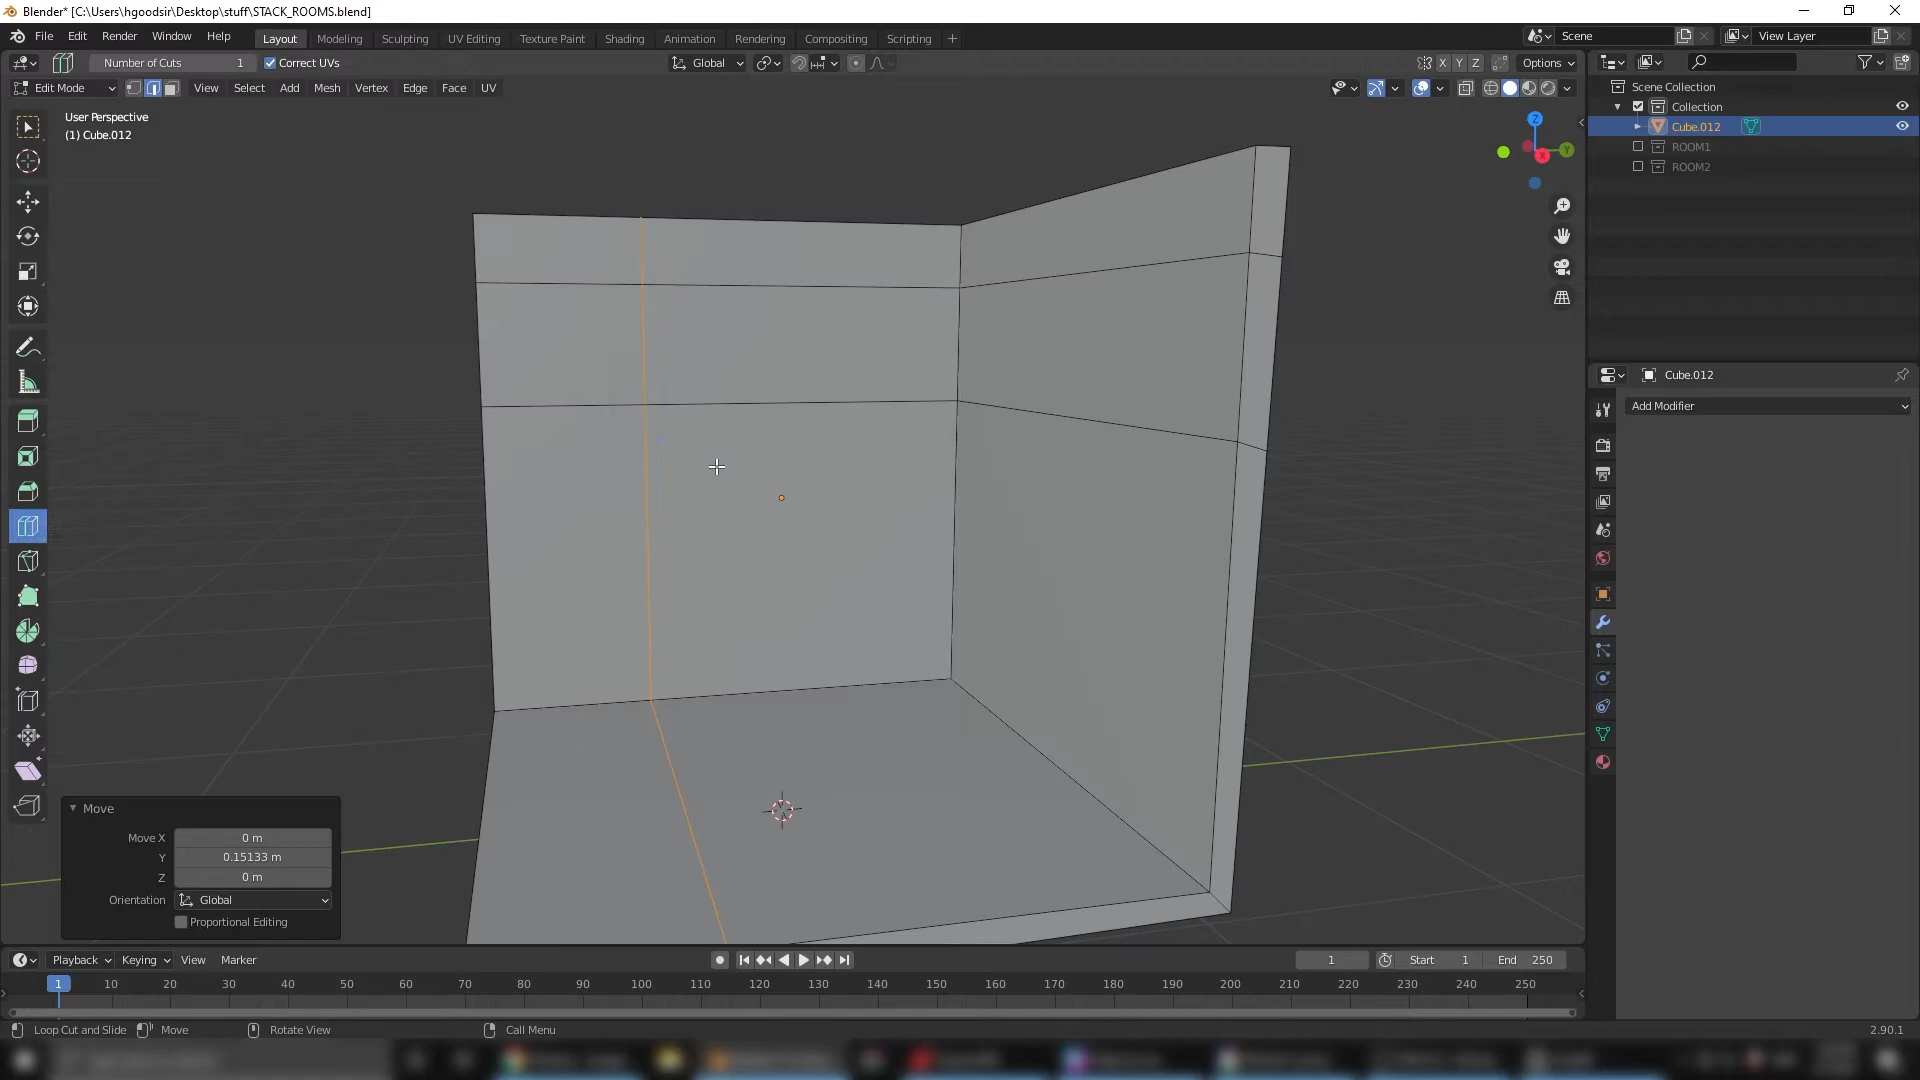 Blender* [C:\Users\hgoodsir\Desktop\stuff\STACK_ROOMS.blend]
File Edit Render Window Help Layout Modeling Sculpting UV Editing Texture Paint Shading Animation Rendering Compositing Scripting + Scene View Layer
Number of Cuts 1 Correct UVs Global X Y Z Options
Edit Mode View Select Add Mesh Vertex Edge Face UV
Scene Collection
Collection
Cube.012
ROOM1
ROOM2
User Perspective
(1) Cube.012
Z
Y
X
Cube.012
Add Modifier
Move
Move X 0 m
Y 0.15133 m
Z 0 m
Orientation Global
Proportional Editing
Playback Keying View Marker 1 Start 1 End 250
1 10 20 30 40 50 60 70 80 90 100 110 120 130 140 150 160 170 180 190 200 210 220 230 240 250
Loop Cut and Slide Move Rotate View Call Menu 2.90.1